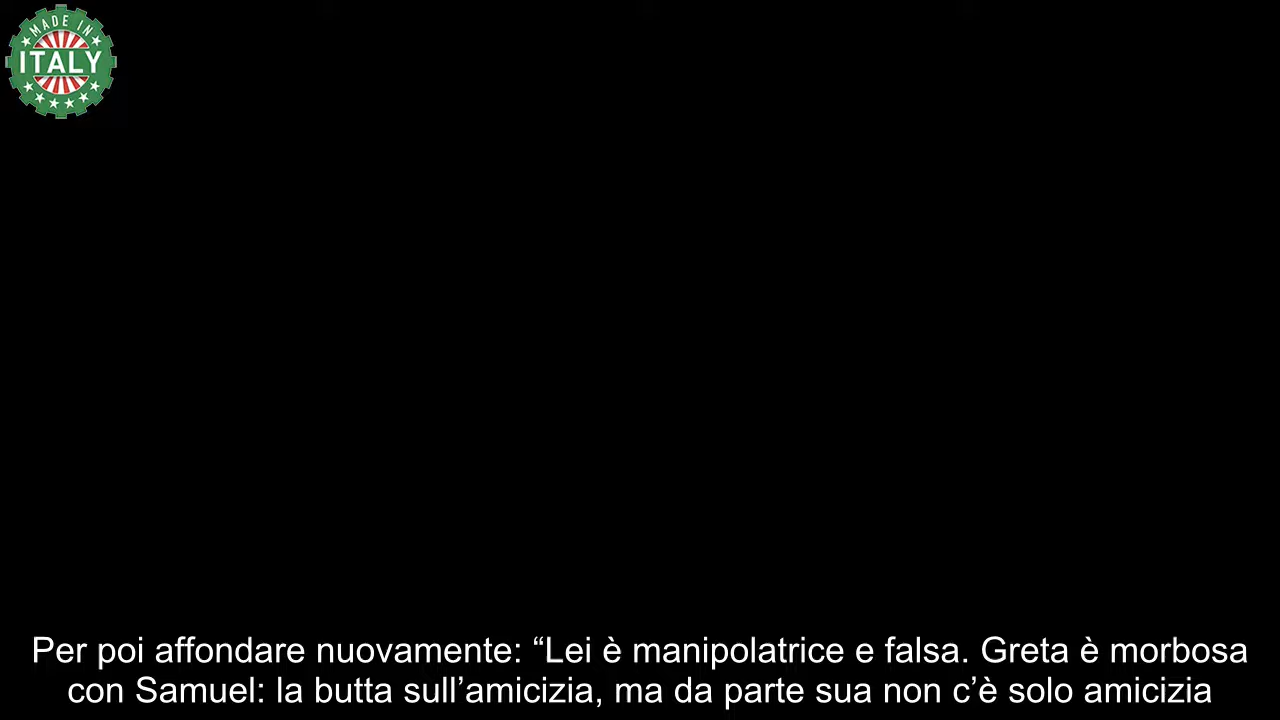 MADE IN
ITALY
Per poi affondare nuovamente: “Lei è manipolatrice e falsa. Greta è morbosa
con Samuel: la butta sull’amicizia, ma da parte sua non c’è solo amicizia